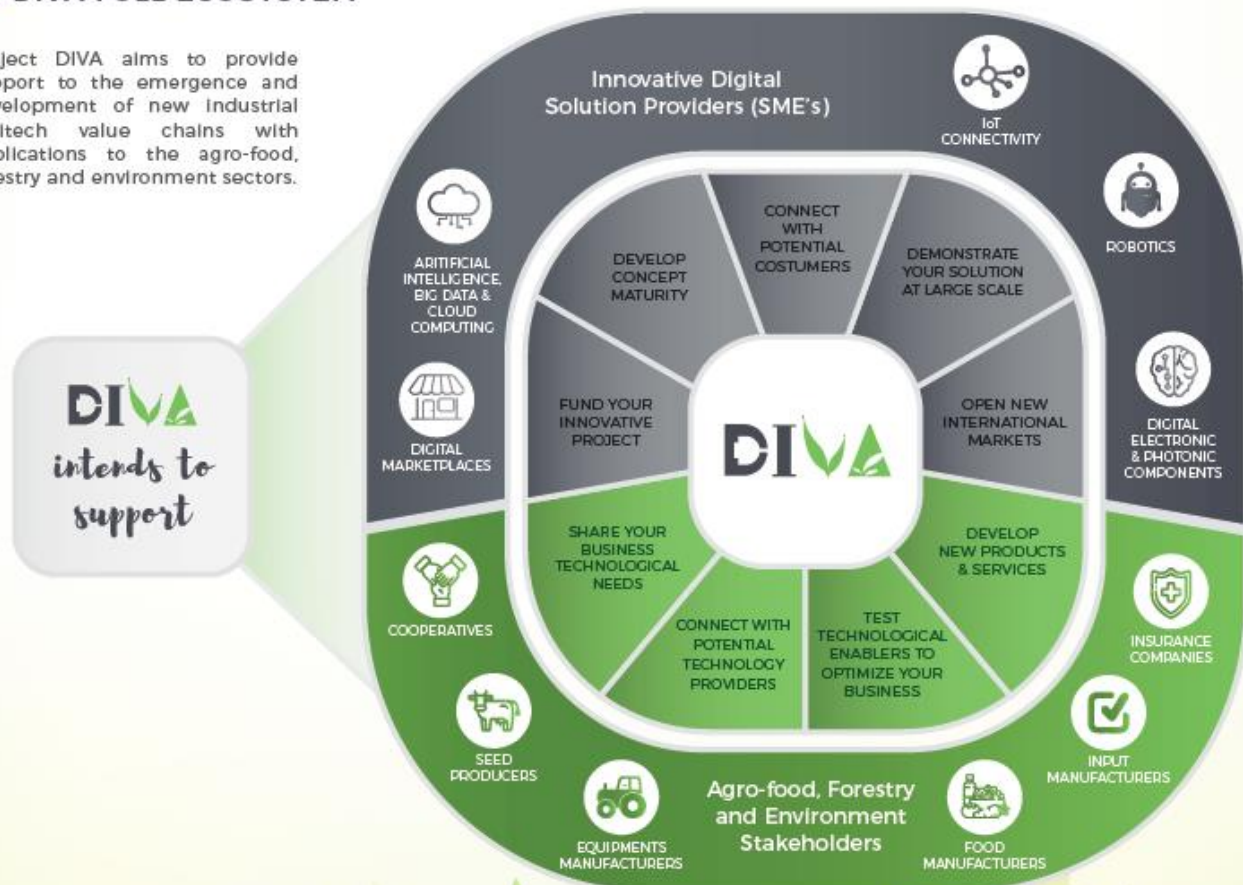 ject DIVA aims to provide
port to the emergence and
velopment of new industrial
itech value chains with
plications to the agro-food,
estry and environment sectors.
DIVA
intends to
support
Innovative Digital
Solution Providers (SME's)
IoT
CONNECTIVITY
ROBOTICS
ARITIFICIAL
INTELLIGENCE,
BIG DATA &
CLOUD
COMPUTING
DIGITAL
MARKETPLACES
DIGITAL
ELECTRONIC
& PHOTONIC
COMPONENTS
DEVELOP
CONCEPT
MATURITY
CONNECT
WITH
POTENTIAL
COSTUMERS
DEMONSTRATE
YOUR SOLUTION
AT LARGE SCALE
FUND YOUR
INNOVATIVE
PROJECT
OPEN NEW
INTERNATIONAL
MARKETS
DIVA
SHARE YOUR
BUSINESS
TECHNOLOGICAL
NEEDS
CONNECT WITH
POTENTIAL
TECHNOLOGY
PROVIDERS
TEST
TECHNOLOGICAL
ENABLERS TO
OPTIMIZE YOUR
BUSINESS
DEVELOP
NEW PRODUCTS
& SERVICES
COOPERATIVES
SEED
PRODUCERS
EQUIPMENTS
MANUFACTURERS
Agro-food, Forestry
and Environment
Stakeholders
FOOD
MANUFACTURERS
INPUT
MANUFACTURERS
INSURANCE
COMPANIES